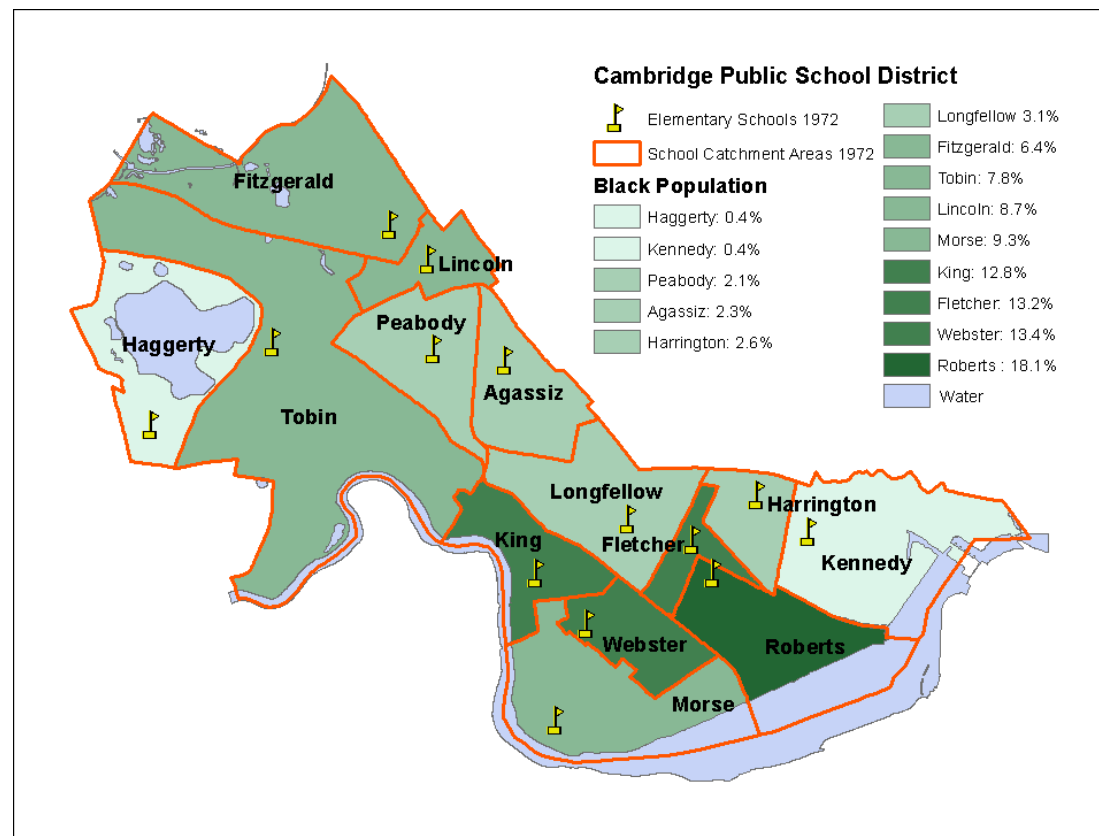 Cambridge Public School District
Elementary Schools 1972
School Catchment Areas 1972
Black Population
Haggerty: 0.4%
Kennedy: 0.4%
Peabody: 2.1%
Agassiz: 2.3%
Harrington: 2.6%
Longfellow 3.1%
Fitzgerald: 6.4%
Tobin: 7.8%
Lincoln: 8.7%
Morse: 9.3%
King: 12.8%
Fletcher: 13.2%
Webster: 13.4%
Roberts : 18.1%
Water
Fitzgerald
Lincoln
Peabody
Haggerty
Agassiz
Tobin
Longfellow
Harrington
King
Fletcher
Kennedy
Webster
Roberts
Morse